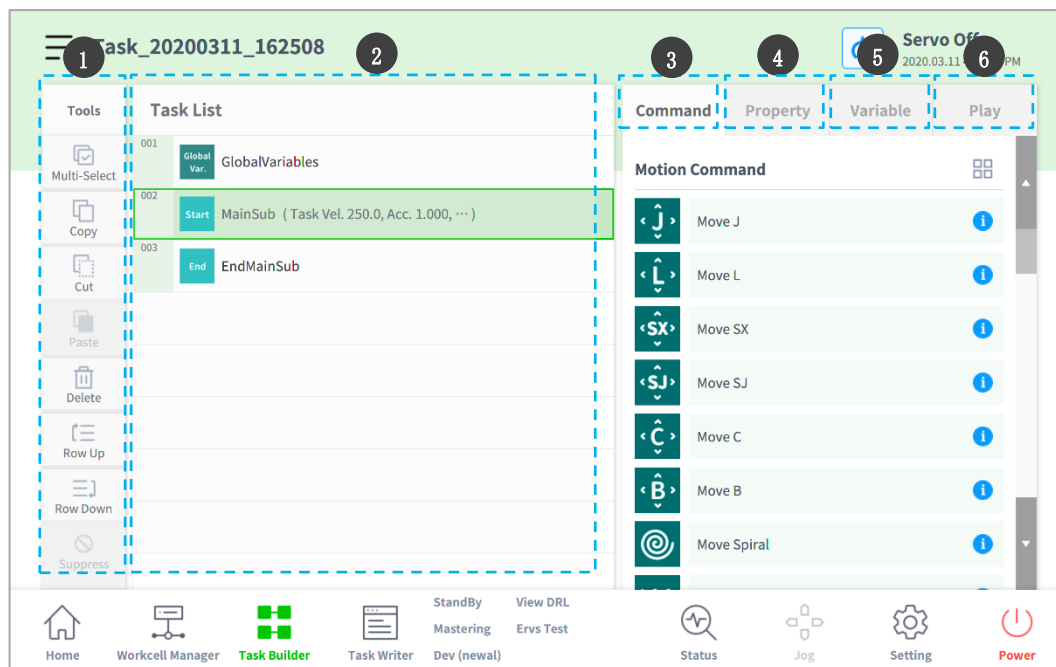 Task_20200311_162508
Servo Off
2020.03.11 PM
1
2
3
4
5
6
Tools
Multi-Select
Copy
Cut
Paste
Delete
Row Up
Row Down
Suppress
Task List
001
Global Var.
GlobalVariables
002
Start
MainSub ( Task Vel. 250.0, Acc. 1.000, ··· )
003
End
EndMainSub
Command
Property
Variable
Play
Motion Command
J
Move J
L
Move L
SX
Move SX
SJ
Move SJ
C
Move C
B
Move B
Move Spiral
Home
Workcell Manager
Task Builder
Task Writer
StandBy
View DRL
Mastering
Ervs Test
Dev (newal)
Status
Jog
Setting
Power